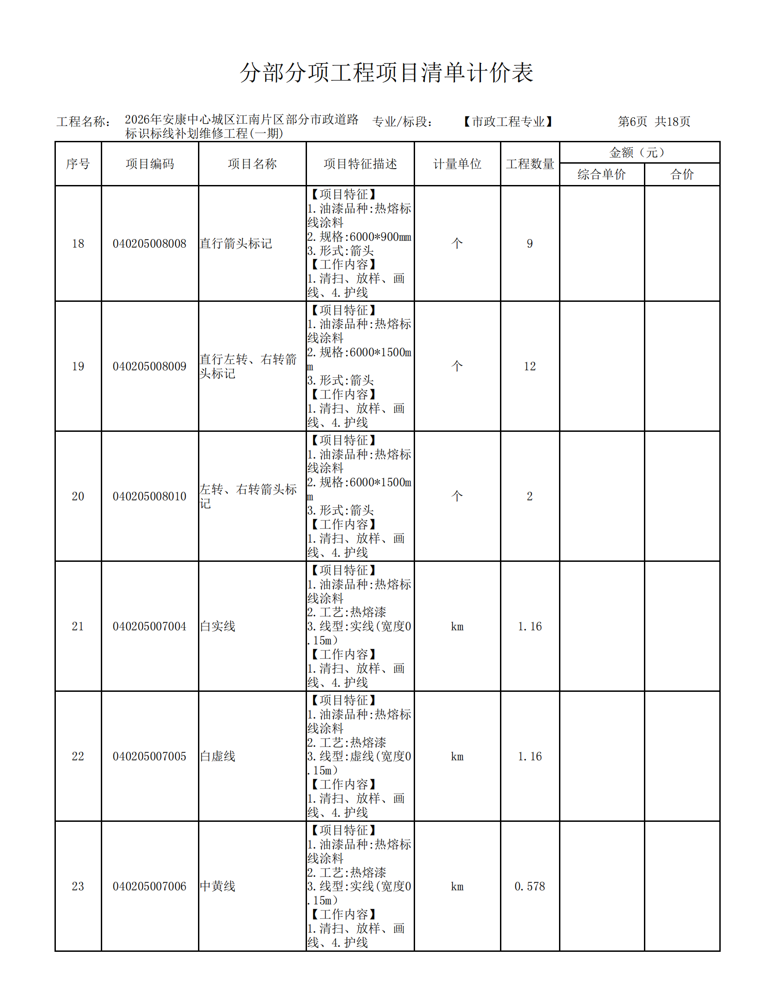 分部分项工程项目清单计价表
工程名称：
2026年安康中心城区江南片区部分市政道路
标识标线补划维修工程(一期)
专业/标段：
【市政工程专业】
第6页 共18页
序号
项目编码
项目名称
项目特征描述
计量单位
工程数量
金额（元）
综合单价
合价
18
040205008008
直行箭头标记
【项目特征】
1.油漆品种:热熔标
线涂料
2.规格:6000*900mm
3.形式:箭头
【工作内容】
1.清扫、放样、画
线、4.护线
个
9
19
040205008009
直行左转、右转箭
头标记
【项目特征】
1.油漆品种:热熔标
线涂料
2.规格:6000*1500m
m
3.形式:箭头
【工作内容】
1.清扫、放样、画
线、4.护线
个
12
20
040205008010
左转、右转箭头标
记
【项目特征】
1.油漆品种:热熔标
线涂料
2.规格:6000*1500m
m
3.形式:箭头
【工作内容】
1.清扫、放样、画
线、4.护线
个
2
21
040205007004
白实线
【项目特征】
1.油漆品种:热熔标
线涂料
2.工艺:热熔漆
3.线型:实线(宽度0
.15m）
【工作内容】
1.清扫、放样、画
线、4.护线
km
1.16
22
040205007005
白虚线
【项目特征】
1.油漆品种:热熔标
线涂料
2.工艺:热熔漆
3.线型:虚线(宽度0
.15m）
【工作内容】
1.清扫、放样、画
线、4.护线
km
1.16
23
040205007006
中黄线
【项目特征】
1.油漆品种:热熔标
线涂料
2.工艺:热熔漆
3.线型:实线(宽度0
.15m）
【工作内容】
1.清扫、放样、画
线、4.护线
km
0.578